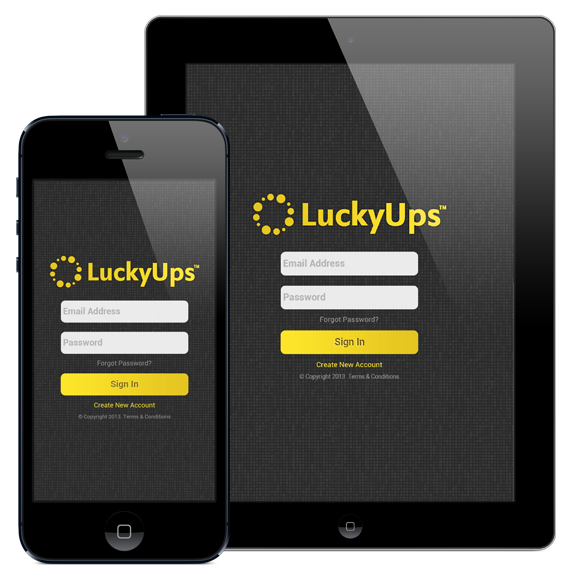 LuckyUps™
Email Address
Password
Forgot Password?
Sign In
Create New Account
© Copyright 2013. Terms & Conditions
LuckyUps™
Email Address
Password
Forgot Password?
Sign In
Create New Account
© Copyright 2013. Terms & Conditions